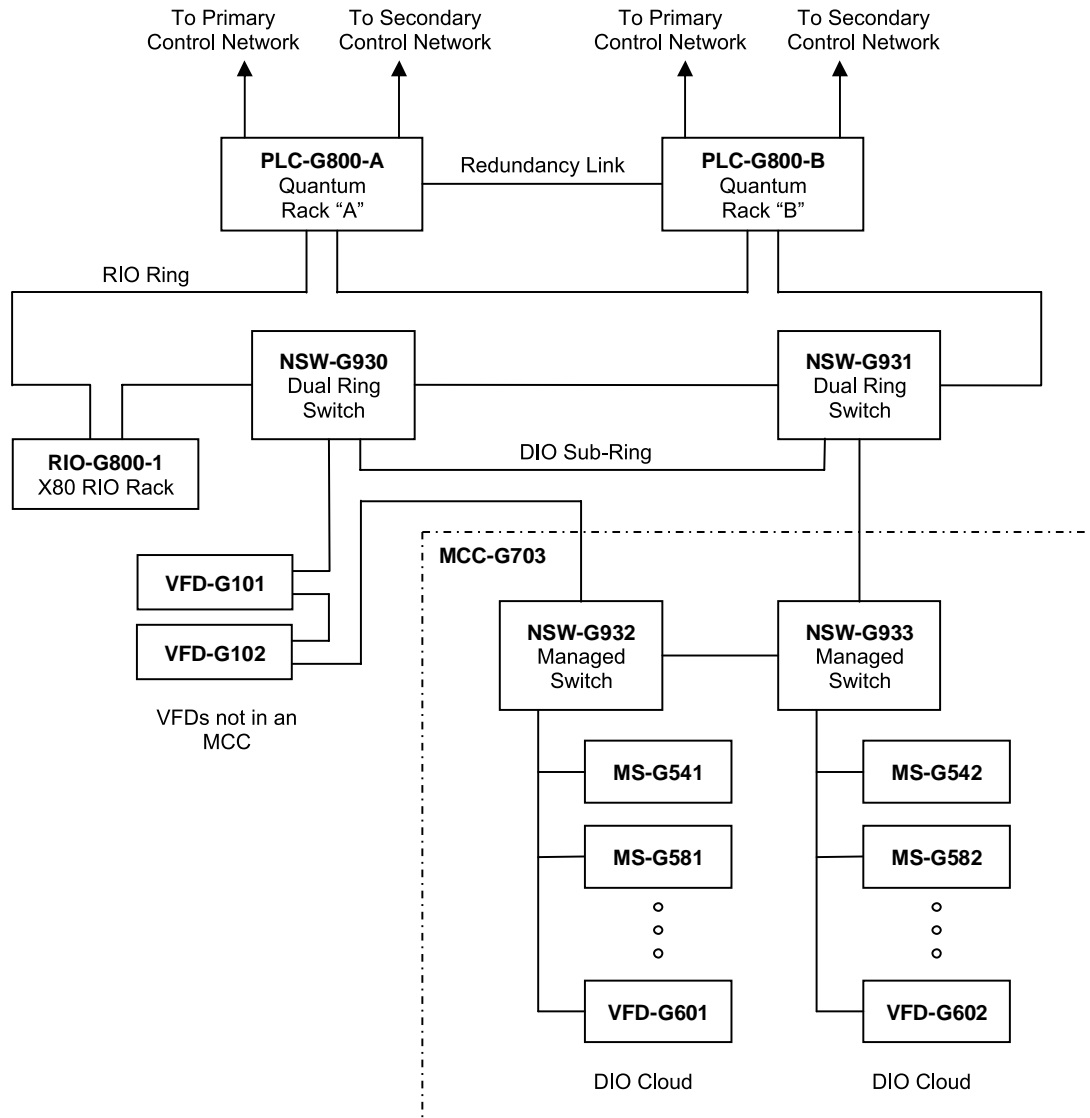 To Primary
Control Network
To Secondary
Control Network
To Primary
Control Network
To Secondary
Control Network
PLC-G800-A
Quantum
Rack “A”
Redundancy Link
PLC-G800-B
Quantum
Rack “B”
RIO Ring
NSW-G930
Dual Ring
Switch
NSW-G931
Dual Ring
Switch
RIO-G800-1
X80 RIO Rack
DIO Sub-Ring
MCC-G703
VFD-G101
VFD-G102
VFDs not in an
MCC
NSW-G932
Managed
Switch
NSW-G933
Managed
Switch
MS-G541
MS-G542
MS-G581
MS-G582
VFD-G601
VFD-G602
DIO Cloud
DIO Cloud